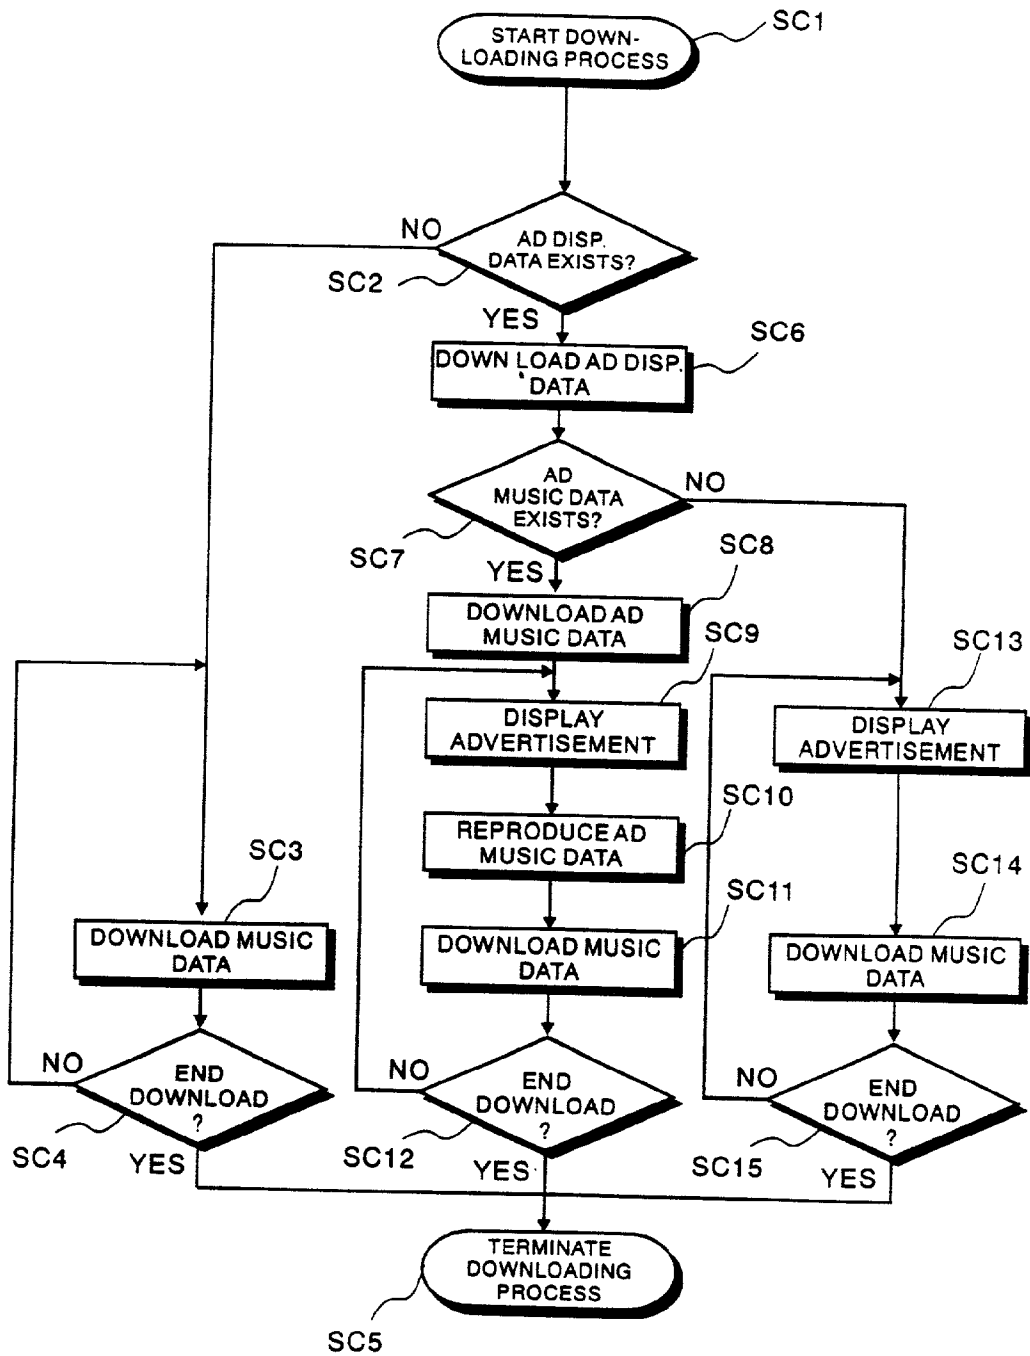 SC1
START DOWN-
LOADING PROCESS
NO
AD DISP.
DATA EXISTS?
SC2
YES
SC6
DOWN LOAD AD DISP.
DATA
AD
MUSIC DATA
EXISTS?
NO
SC7
YES
SC8
DOWNLOAD AD
MUSIC DATA
SC9
SC13
DISPLAY
ADVERTISEMENT
DISPLAY
ADVERTISEMENT
SC10
REPRODUCE AD
MUSIC DATA
SC3
SC11
SC14
DOWNLOAD MUSIC
DATA
DOWNLOAD MUSIC
DATA
DOWNLOAD MUSIC
DATA
NO
END
DOWNLOAD
?
SC4
YES
NO
END
DOWNLOAD
?
SC12
YES
NO
END
DOWNLOAD
?
SC15
YES
TERMINATE
DOWNLOADING
PROCESS
SC5